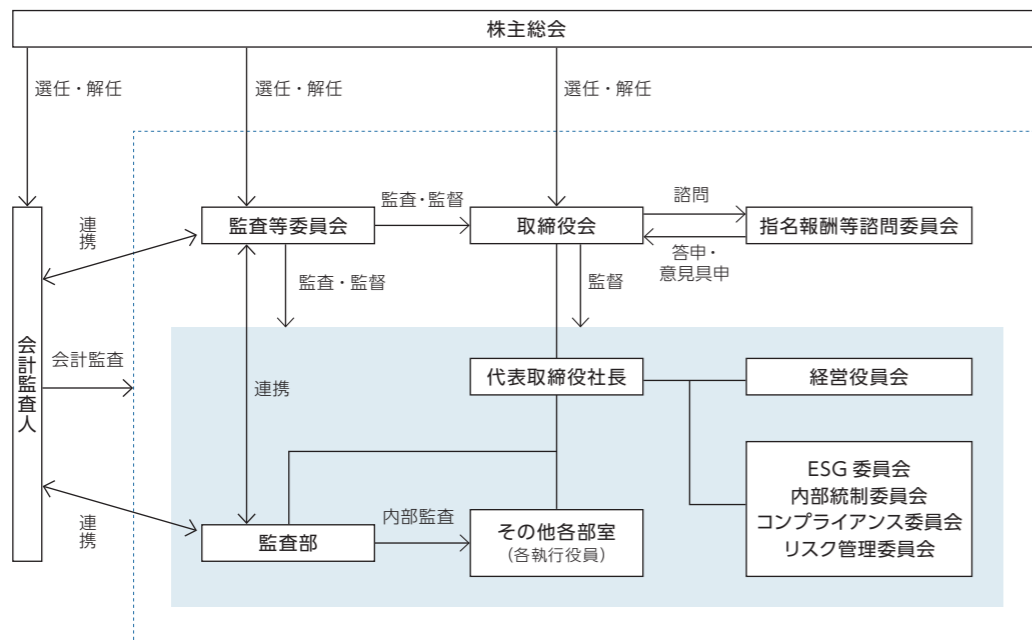 株主総会
選任・解任
選任・解任
選任・解任
連携
監査等委員会
監査・監督
取締役会
諮問
答申・
意見具申
指名報酬等諮問委員会
監査・監督
監督
会計監査人
会計監査
連携
代表取締役社長
経営役員会
ESG 委員会
内部統制委員会
コンプライアンス委員会
リスク管理委員会
連携
監査部
内部監査
その他各部室
(各執行役員)